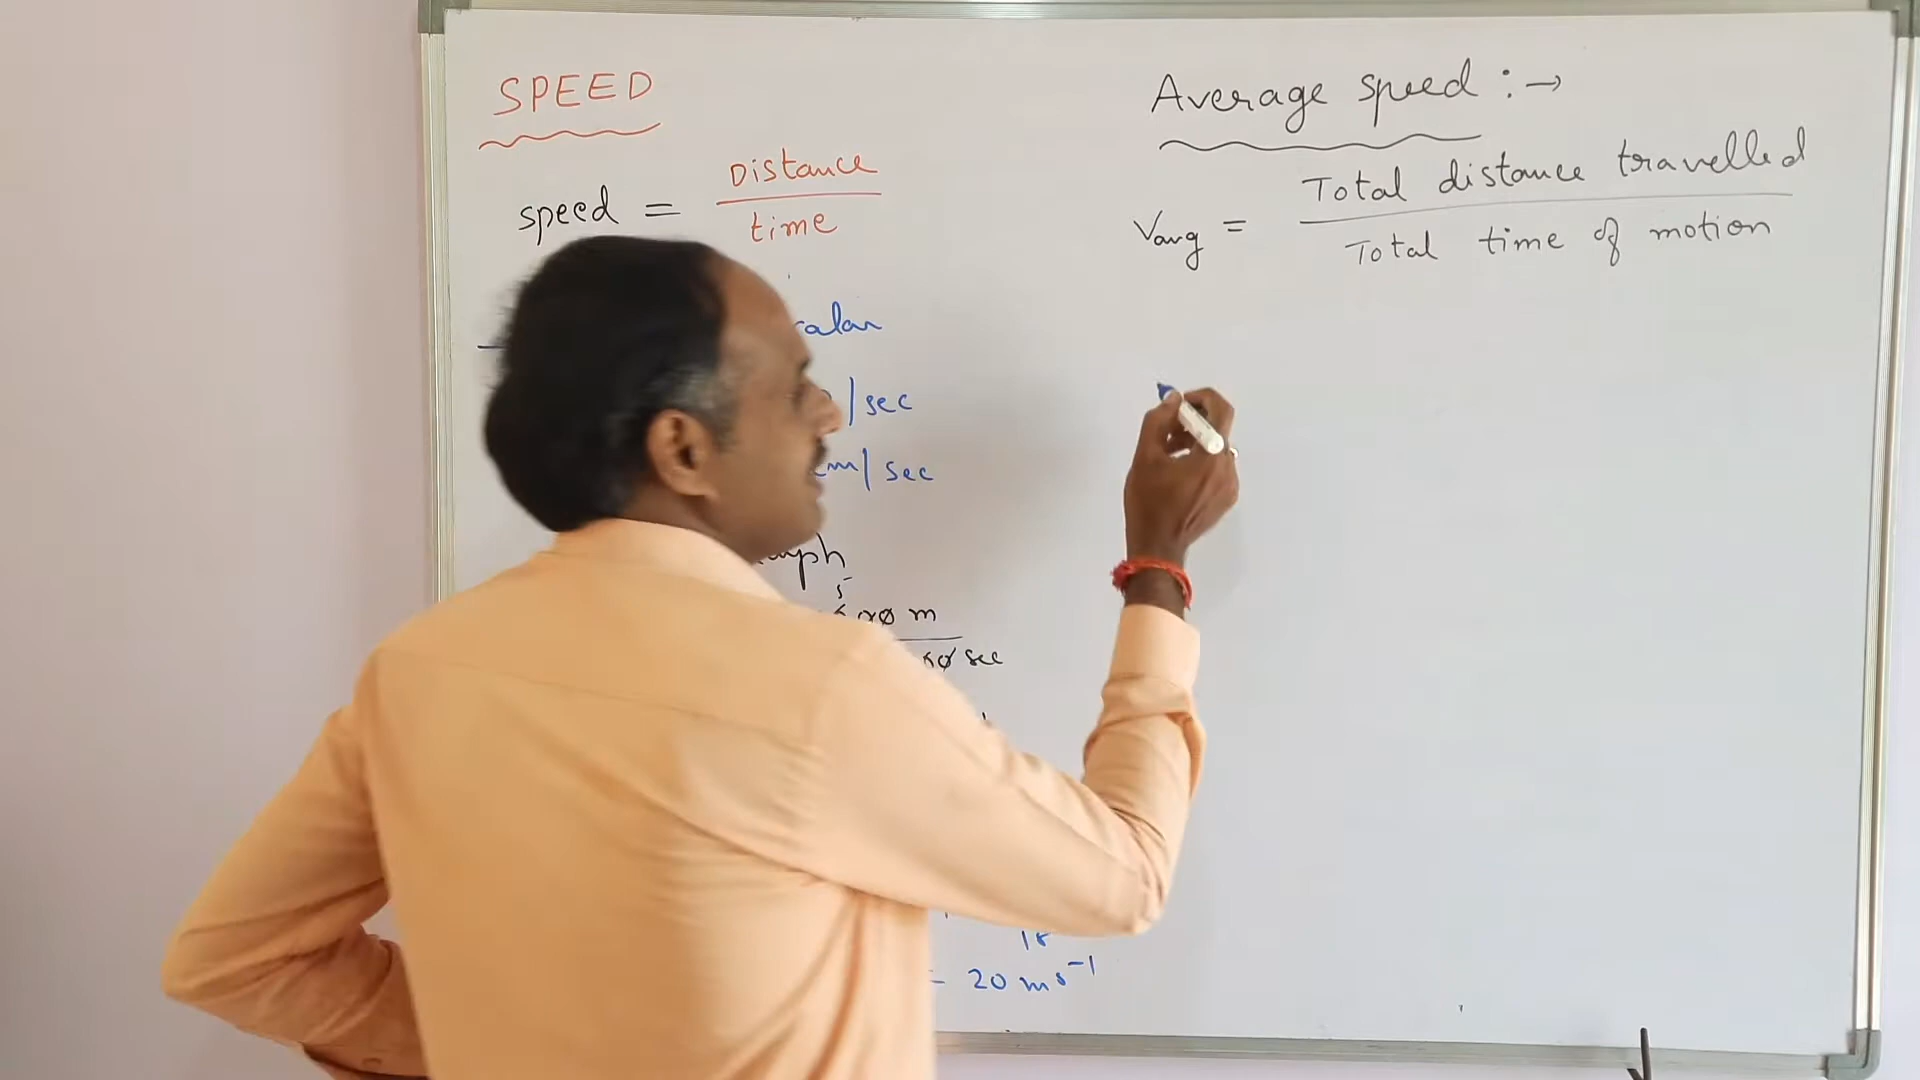 SPEED
speed = Distance
time
/sec
cm/sec
m
sec
18
= 20 ms⁻¹
Average speed :→
Vavg = Total distance travelled
Total time of motion